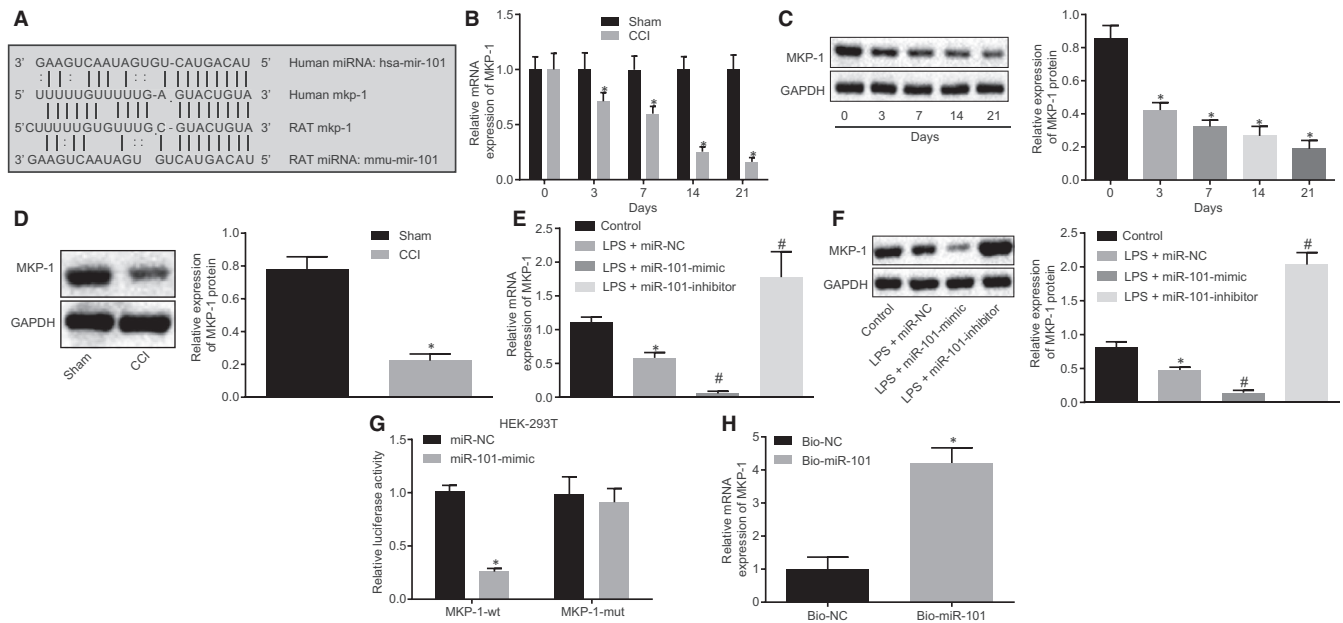 A
3' GAAGUCAAUAGUGU-CAUGACAU 5' Human miRNA: hsa-mir-101
5' UUUUUGUUUUUG-A GUACUGUA 3' Human mkp-1
5'CUUUUUGUGUUUGC-GUACUGUA 3' RAT mkp-1
3'GAAGUCAAUAGU GUCAUGACAU 5' RAT miRNA: mmu-mir-101
B
Relative mRNA
expression of MKP-1
1.5
1.0
0.5
0.0
Sham
CCI
* * * *
0 3 7 14 21
Days
C
MKP-1
GAPDH
0 3 7 14 21
Days
Relative expression
of MKP-1 protein
1.0
0.8
0.6
0.4
0.2
0.0
* * * *
0 3 7 14 21
Days
D
MKP-1
GAPDH
Sham CCI
Relative expression
of MKP-1 protein
1.0
0.8
0.6
0.4
0.2
0.0
Sham
CCI
*
E
Relative mRNA
expression of MKP-1
2.5
2.0
1.5
1.0
0.5
0.0
Control
LPS + miR-NC
LPS + miR-101-mimic
LPS + miR-101-inhibitor
* # #
F
MKP-1
GAPDH
Control
LPS + miR-NC
LPS + miR-101-mimic
LPS + miR-101-inhibitor
Relative expression
of MKP-1 protein
2.5
2.0
1.5
1.0
0.5
0.0
Control
LPS + miR-NC
LPS + miR-101-mimic
LPS + miR-101-inhibitor
* # #
G
HEK-293T
Relative luciferase activity
1.5
1.0
0.5
0.00
miR-NC
miR-101-mimic
*
MKP-1-wt MKP-1-mut
H
Relative mRNA
expression of MKP-1
5
4
2
1
0
Bio-NC
Bio-miR-101
*
Bio-NC Bio-miR-101